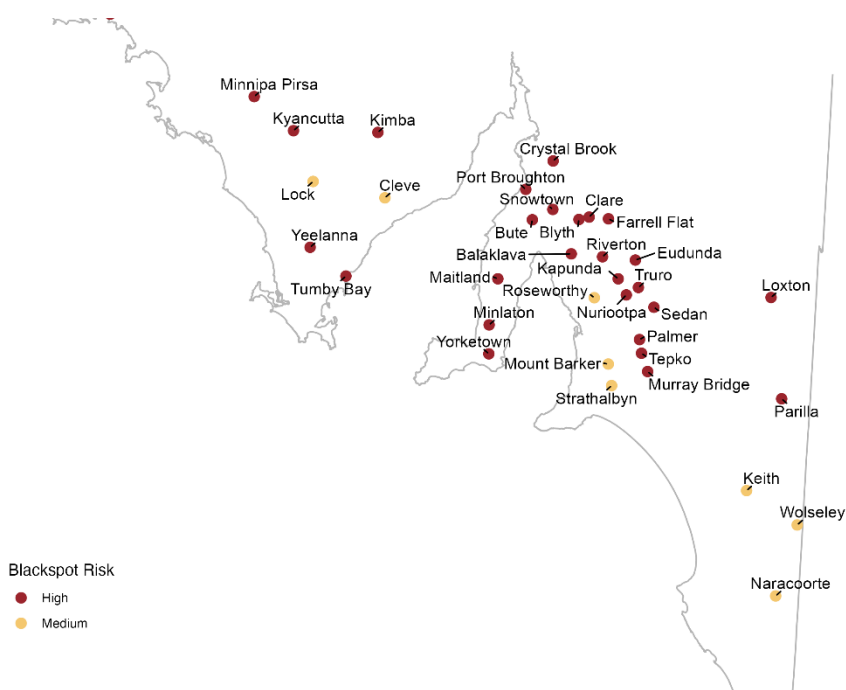 Minnipa Pirsa
Kyancutta
Kimba
Crystal Brook
Port Broughton
Lock
Cleve
Snowtown
Clare
Bute
Blyth
Farrell Flat
Yeelanna
Riverton
Balaklava
Eudunda
Kapunda
Truro
Maitland
Tumby Bay
Roseworthy
Loxton
Minlaton
Nurioopta
Sedan
Yorketown
Palmer
Tepko
Mount Barker
Murray Bridge
Strathalbyn
Parilla
Keith
Wolseley
Blackspot Risk
Naracoorte
High
Medium